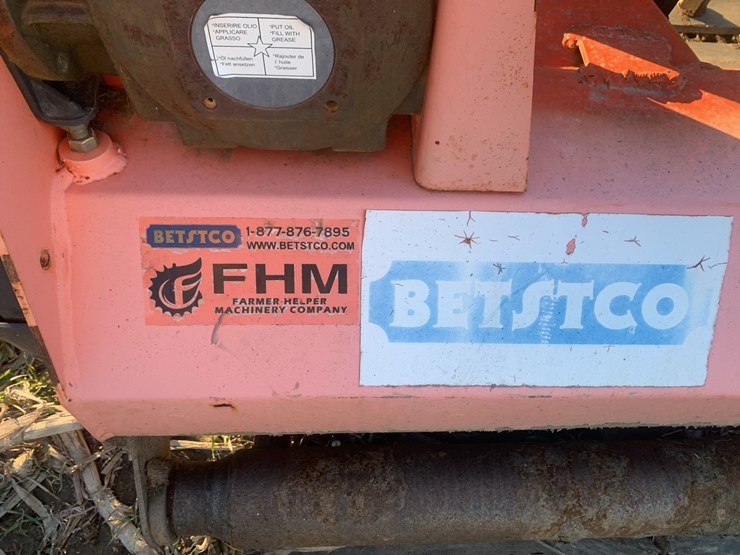 *INSERIRE OLIO
*APPLICARE
GRASSO
*PUT OIL
*FILL WITH
GREASE
*Öl nachfüllen
*Fett ansetzen
*Rajouter de
l' huile
*Graisser
BETSTCO 1-877-876-7895
WWW.BETSTCO.COM
FHM
FARMER HELPER
MACHINERY COMPANY
BETSTCO